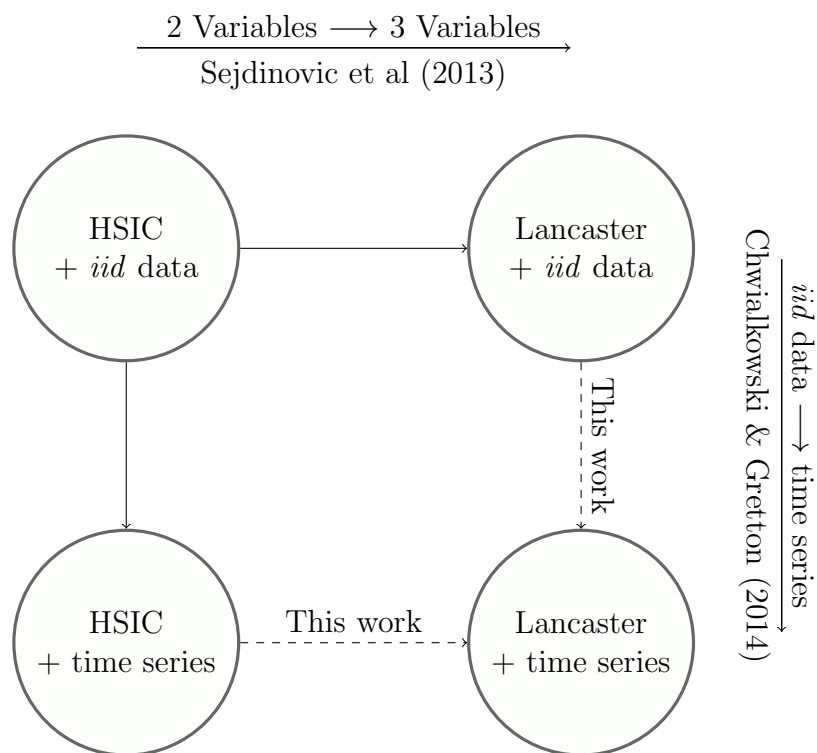 2 Variables ⟶ 3 Variables
Sejdinovic et al (2013)
HSIC
+ iid data
Lancaster
+ iid data
iid data ⟶ time series
Chwialkowski & Gretton (2014)
This work
HSIC
+ time series
This work
Lancaster
+ time series